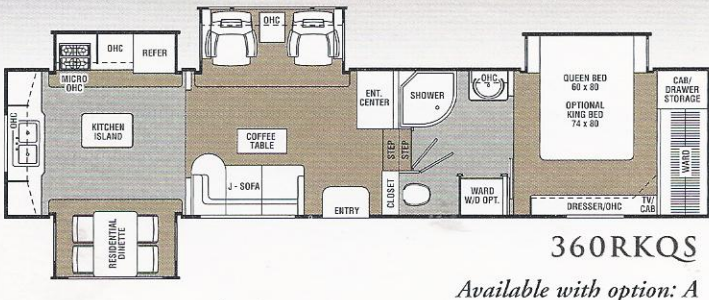 OHC
REFER
MICRO
OHC
OHC
KITCHEN
ISLAND
RESIDENTIAL
DINETTE
OHC
COFFEE
TABLE
J - SOFA
ENTRY
ENT.
CENTER
STEP
STEP
CLOSET
SHOWER
OHC
WARD
W/D OPT.
QUEEN BED
60 x 80
OPTIONAL
KING BED
74 x 80
DRESSER/OHC
TV/
CAB
CAB/
DRAWER
STORAGE
WARD
360RKQS
Available with option: A